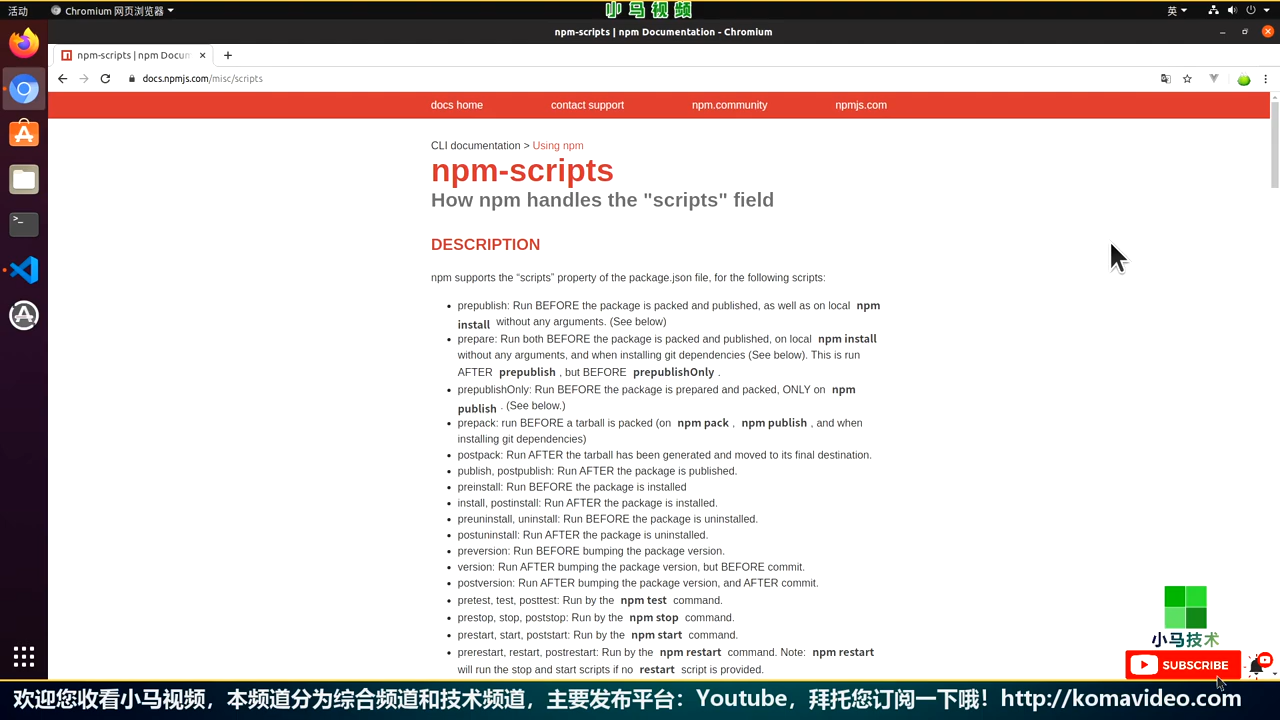 活动
Chromium 网页浏览器
小马视频
英
npm-scripts | npm Documentation - Chromium
npm-scripts | npm Docum
docs.npmjs.com/misc/scripts
docs home
contact support
npm.community
npmjs.com
CLI documentation > Using npm
npm-scripts
How npm handles the "scripts" field
DESCRIPTION
npm supports the “scripts” property of the package.json file, for the following scripts:
prepublish: Run BEFORE the package is packed and published, as well as on local npm
install without any arguments. (See below)
prepare: Run both BEFORE the package is packed and published, on local npm install
without any arguments, and when installing git dependencies (See below). This is run
AFTER prepublish , but BEFORE prepublishOnly .
prepublishOnly: Run BEFORE the package is prepared and packed, ONLY on npm
publish . (See below.)
prepack: run BEFORE a tarball is packed (on npm pack , npm publish , and when
installing git dependencies)
postpack: Run AFTER the tarball has been generated and moved to its final destination.
publish, postpublish: Run AFTER the package is published.
preinstall: Run BEFORE the package is installed
install, postinstall: Run AFTER the package is installed.
preuninstall, uninstall: Run BEFORE the package is uninstalled.
postuninstall: Run AFTER the package is uninstalled.
preversion: Run BEFORE bumping the package version.
version: Run AFTER bumping the package version, but BEFORE commit.
postversion: Run AFTER bumping the package version, and AFTER commit.
pretest, test, posttest: Run by the npm test command.
prestop, stop, poststop: Run by the npm stop command.
prestart, start, poststart: Run by the npm start command.
prerestart, restart, postrestart: Run by the npm restart command. Note: npm restart
will run the stop and start scripts if no restart script is provided.
小马技术
SUBSCRIBE
欢迎您收看小马视频，本频道分为综合频道和技术频道，主要发布平台：Youtube，拜托您订阅一下哦！http://komavideo.com